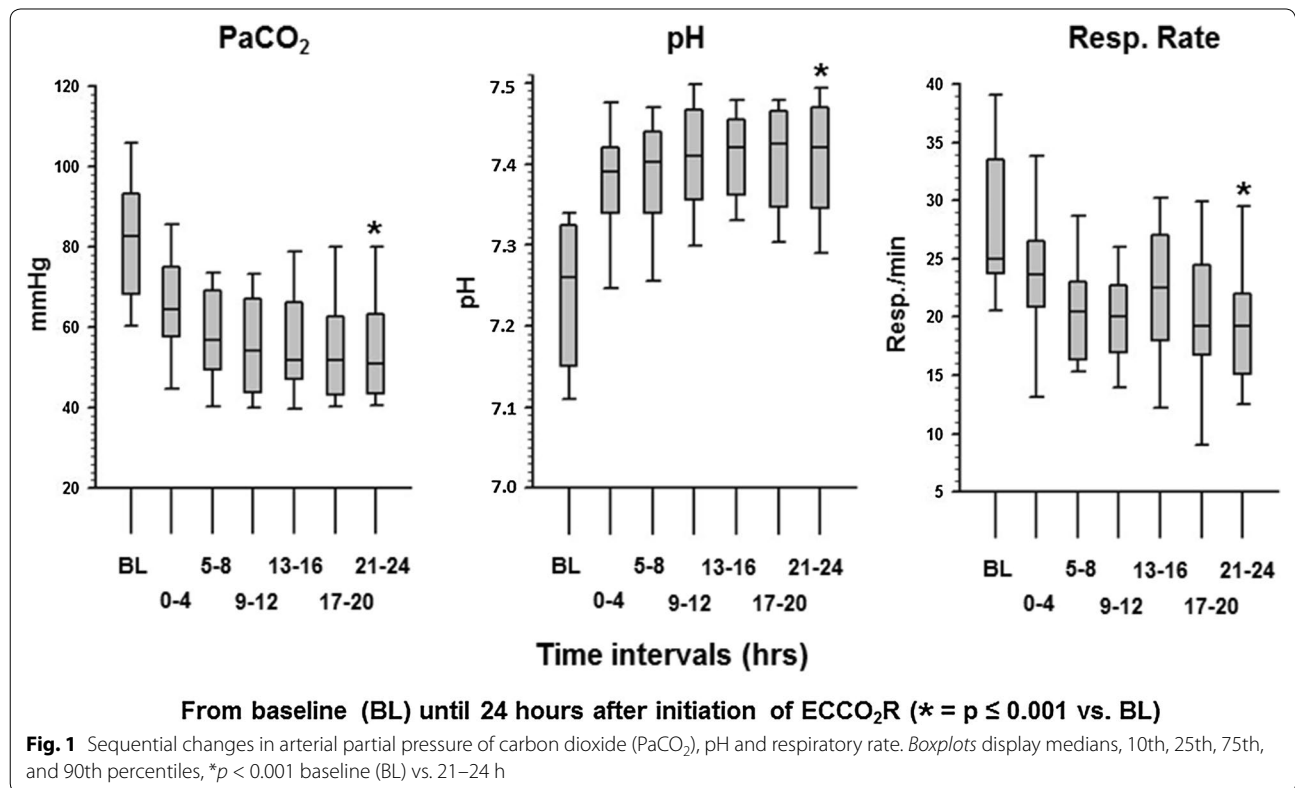 PaCO₂ pH Resp. Rate
mmHg
120
100
80
60
40
20
*
BL 5-8 13-16 21-24
0-4 9-12 17-20
pH
7.5
7.4
7.3
7.2
7.1
7.0
*
BL 5-8 13-16 21-24
0-4 9-12 17-20
Resp./min
40
35
30
25
20
15
10
5
*
BL 5-8 13-16 21-24
0-4 9-12 17-20
Time intervals (hrs)
From baseline (BL) until 24 hours after initiation of ECCO₂R (* = p ≤ 0.001 vs. BL)
Fig. 1 Sequential changes in arterial partial pressure of carbon dioxide (PaCO₂), pH and respiratory rate. Boxplots display medians, 10th, 25th, 75th,
and 90th percentiles, *p < 0.001 baseline (BL) vs. 21–24 h